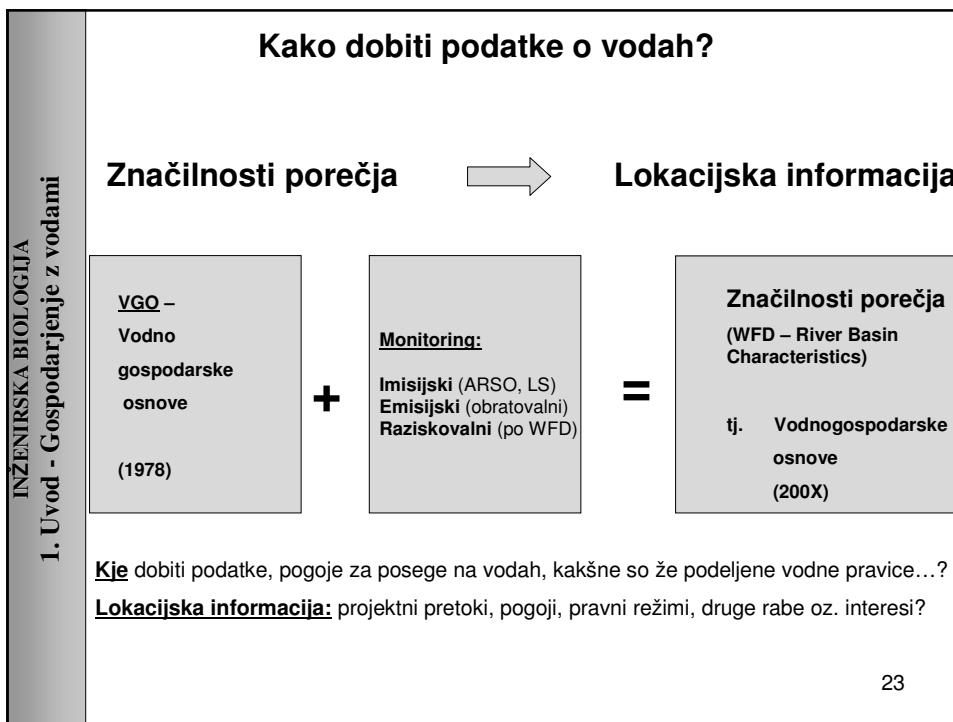 INŽENIRSKA BIOLOGIJA
1. Uvod - Gospodarjenje z vodami
Kako dobiti podatke o vodah?
Značilnosti porečja
Lokacijska informacija
VGO –
Vodno
gospodarske
osnove
(1978)
+
Monitoring:
Imisijski (ARSO, LS)
Emisijski (obratovalni)
Raziskovalni (po WFD)
=
Značilnosti porečja
(WFD – River Basin
Characteristics)
tj. Vodnogospodarske
osnove
(200X)
Kje dobiti podatke, pogoje za posege na vodah, kakšne so že podeljene vodne pravice…?
Lokacijska informacija: projektni pretoki, pogoji, pravni režimi, druge rabe oz. interesi?
23